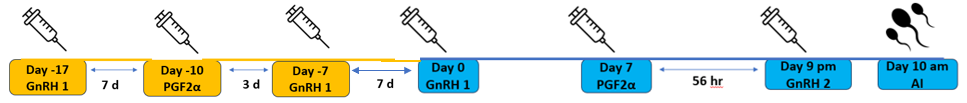 Day -17
GnRH 1
7 d
Day -10
PGF2α
3 d
Day -7
GnRH 1
7 d
Day 0
GnRH 1
Day 7
PGF2α
56 hr
Day 9 pm
GnRH 2
Day 10 am
AI